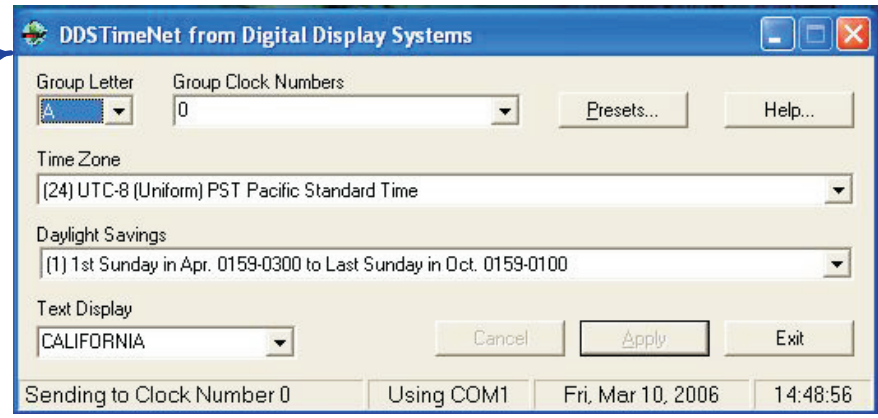 DDSTimeNet from Digital Display Systems
Group Letter Group Clock Numbers
A 0 Presets... Help...
Time Zone
(24) UTC-8 (Uniform) PST Pacific Standard Time
Daylight Savings
(1) 1st Sunday in Apr. 0159-0300 to Last Sunday in Oct. 0159-0100
Text Display
CALIFORNIA Cancel Apply Exit
Sending to Clock Number 0 Using COM1 Fri, Mar 10, 2006 14:48:56